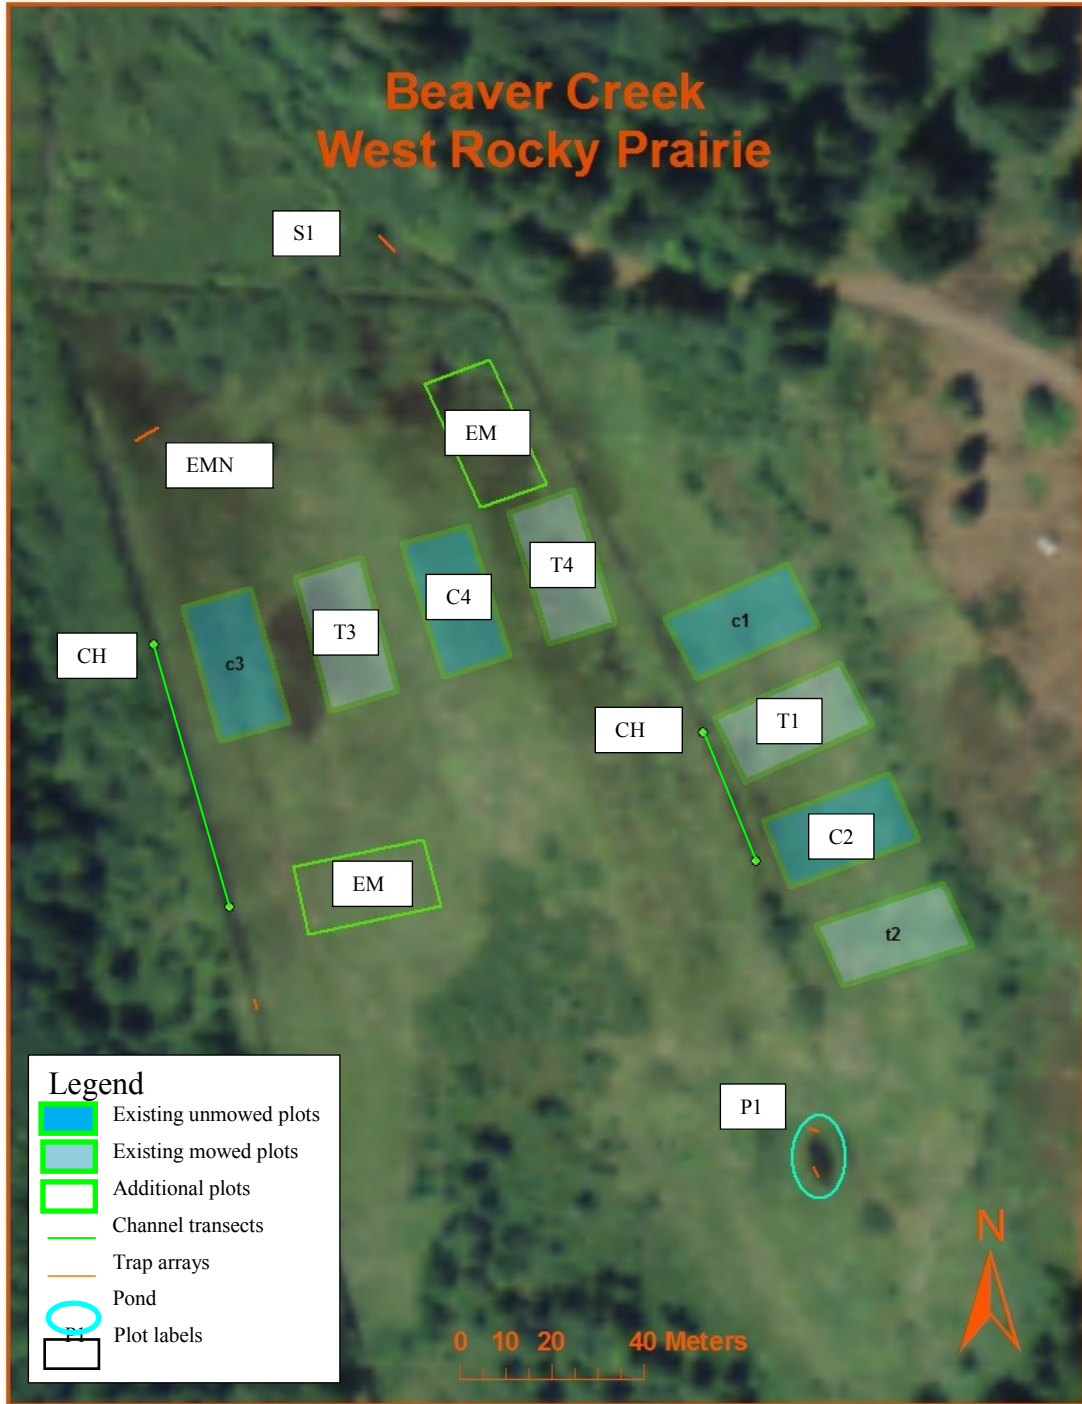 Beaver Creek
West Rocky Prairie
S1
EM
EMN
T4
C4
c1
T3
CH
c3
T1
CH
C2
EM
t2
P1
Legend
Existing unmowed plots
Existing mowed plots
Additional plots
Channel transects
Trap arrays
Pond
P1 Plot labels
N
0 10 20 40 Meters